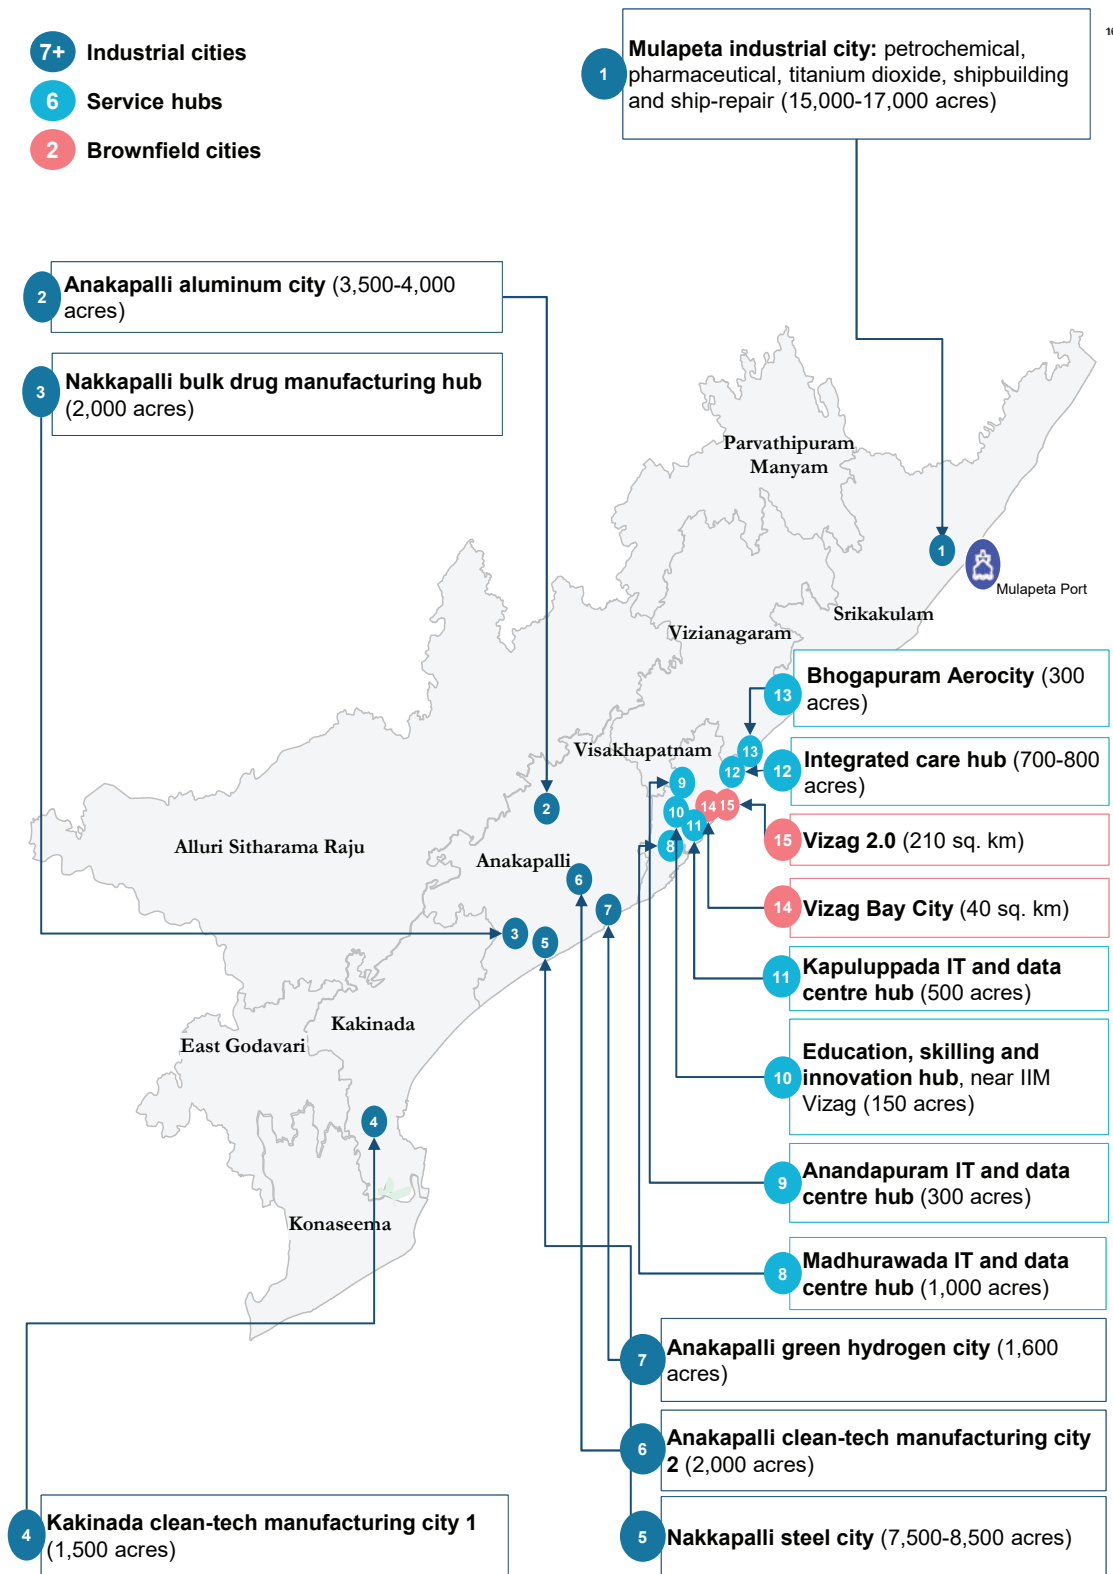 16
7+ Industrial cities
6 Service hubs
2 Brownfield cities
1 Mulapeta industrial city: petrochemical,
pharmaceutical, titanium dioxide, shipbuilding
and ship-repair (15,000-17,000 acres)
2 Anakapalli aluminum city (3,500-4,000
acres)
3 Nakkapalli bulk drug manufacturing hub
(2,000 acres)
Parvathipuram
Manyam
1
Mulapeta Port
Srikakulam
Vizianagaram
13 Bhogapuram Aerocity (300
acres)
Visakhapatnam
13
12
12 Integrated care hub (700-800
acres)
9
2
10
14
15
11
8
15 Vizag 2.0 (210 sq. km)
Alluri Sitharama Raju
Anakapalli
6
7
3
5
14 Vizag Bay City (40 sq. km)
11 Kapuluppada IT and data
centre hub (500 acres)
Kakinada
East Godavari
10 Education, skilling and
innovation hub, near IIM
Vizag (150 acres)
4
9 Anandapuram IT and data
centre hub (300 acres)
Konaseema
8 Madhurawada IT and data
centre hub (1,000 acres)
7 Anakapalli green hydrogen city (1,600
acres)
6 Anakapalli clean-tech manufacturing city
2 (2,000 acres)
4 Kakinada clean-tech manufacturing city 1
(1,500 acres)
5 Nakkapalli steel city (7,500-8,500 acres)